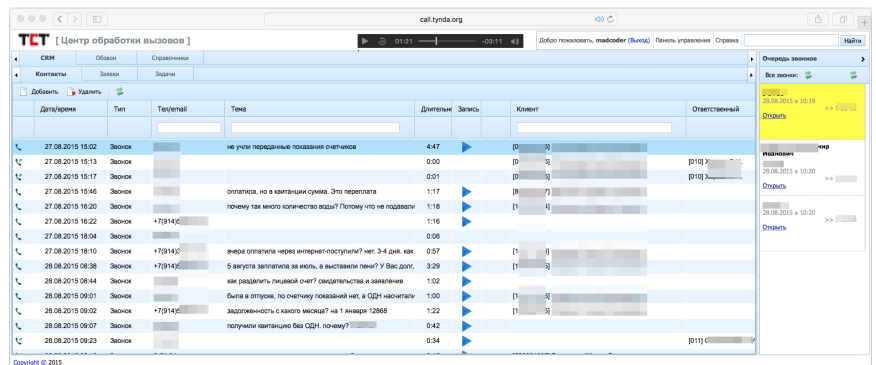 call.tynda.org
ТСТ [ Центр обработки вызовов ]
01:21 -03:11
Добро пожаловать, madcoder (Выход) Панель управления Справка Найти
CRM Обзвон Справочники
Контакты Заявки Задачи
Добавить Удалить
Дата/время Тип Тел/email Тема Длительн Запись Клиент Ответственный
27.08.2015 15:02 Звонок не учли переданные показания счетчиков 4:47
27.08.2015 15:13 Звонок 0:00 [010]
27.08.2015 15:17 Звонок 0:01 [010]
27.08.2015 15:46 Звонок оплатила, но в квитанции сумма. Это переплата 1:17
27.08.2015 16:20 Звонок почему так много количество воды? Потому что не подавали 1:18
27.08.2015 16:22 Звонок +7(914) 1:16
27.08.2015 18:04 Звонок 0:06
27.08.2015 18:10 Звонок +7(914) вчера оплатила через интернет-поступили? нет. 3-4 дня. как 0:57
28.08.2015 08:38 Звонок +7(914) 5 августа заплатила за июль, а выставили пени? У Вас долг, 3:29
28.08.2015 08:44 Звонок как разделить лицевой счет? свидетельства и заявление 1:02
28.08.2015 09:01 Звонок была в отпуске, по счетчику показаний нет, а ОДН насчитали 1:00
28.08.2015 09:02 Звонок +7(914) задолженность с какого месяца? на 1 января 12868 1:22
28.08.2015 09:07 Звонок получили квитанцию без ОДН. почему? 0:42
28.08.2015 09:23 Звонок 0:34 [011]
Очередь звонков
Все звонки:
28.08.2015 в 10:19
>>
Открыть
Иванович
28.08.2015 в 10:20
>>
Открыть
28.08.2015 в 10:20
>>
Открыть
Copyright © 2015